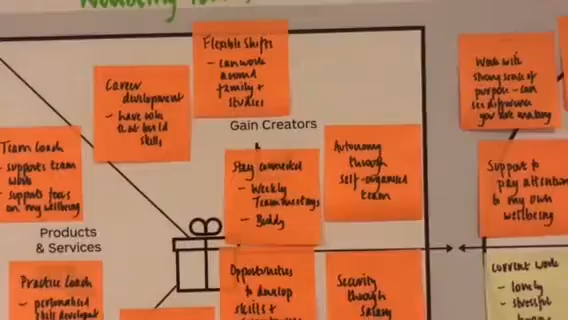 Flexible Shifts
- can work
around
family +
studies
Career
development
- have roles
that build
skills
Gain Creators
Team Coach
- supports team
work
- supports focus
on my wellbeing
Stay connected
- Weekly
Team meetings
- Buddy
Autonomy
through
self-organised
team
Work with
strong sense of
purpose - can
see difference
you are making
Support to
pay attention
to my own
wellbeing
Products
& Services
Practice Coach
- personalised
skills
Opportunities
to develop
skills +
Security
through
salary
Current work
- lonely
- stressful